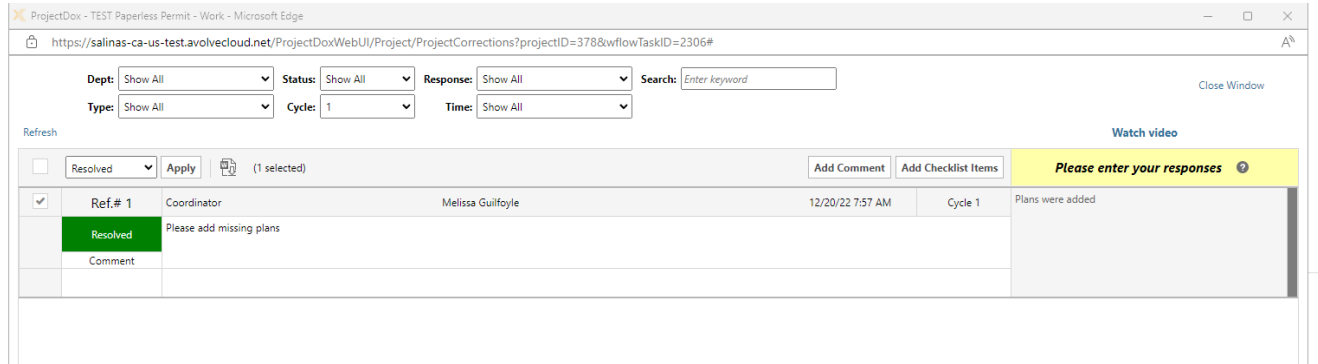 ProjectDox - TEST Paperless Permit - Work - Microsoft Edge
https://salinas-ca-us-test.avolvecloud.net/ProjectDoxWebUI/Project/ProjectCorrections?projectID=378&wflowTaskID=2306#
Dept: Show All Status: Show All Response: Show All Search: Enter keyword
Close Window
Type: Show All Cycle: 1 Time: Show All
Refresh Watch video
Resolved Apply (1 selected) Add Comment Add Checklist Items Please enter your responses ?
Ref.# 1 Coordinator Melissa Guilfoyle 12/20/22 7:57 AM Cycle 1 Plans were added
Resolved Please add missing plans
Comment